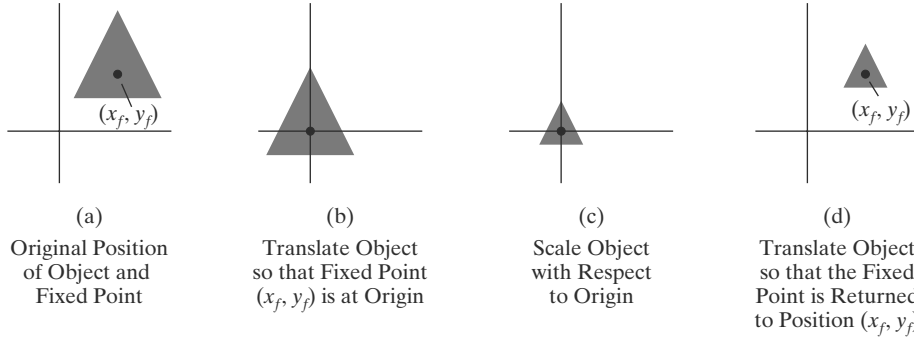 (x_f, y_f)
(x_f, y_f)
(a)
Original Position
of Object and
Fixed Point
(b)
Translate Object
so that Fixed Point
(x_f, y_f) is at Origin
(c)
Scale Object
with Respect
to Origin
(d)
Translate Object
so that the Fixed
Point is Returned
to Position (x_f, y_f)